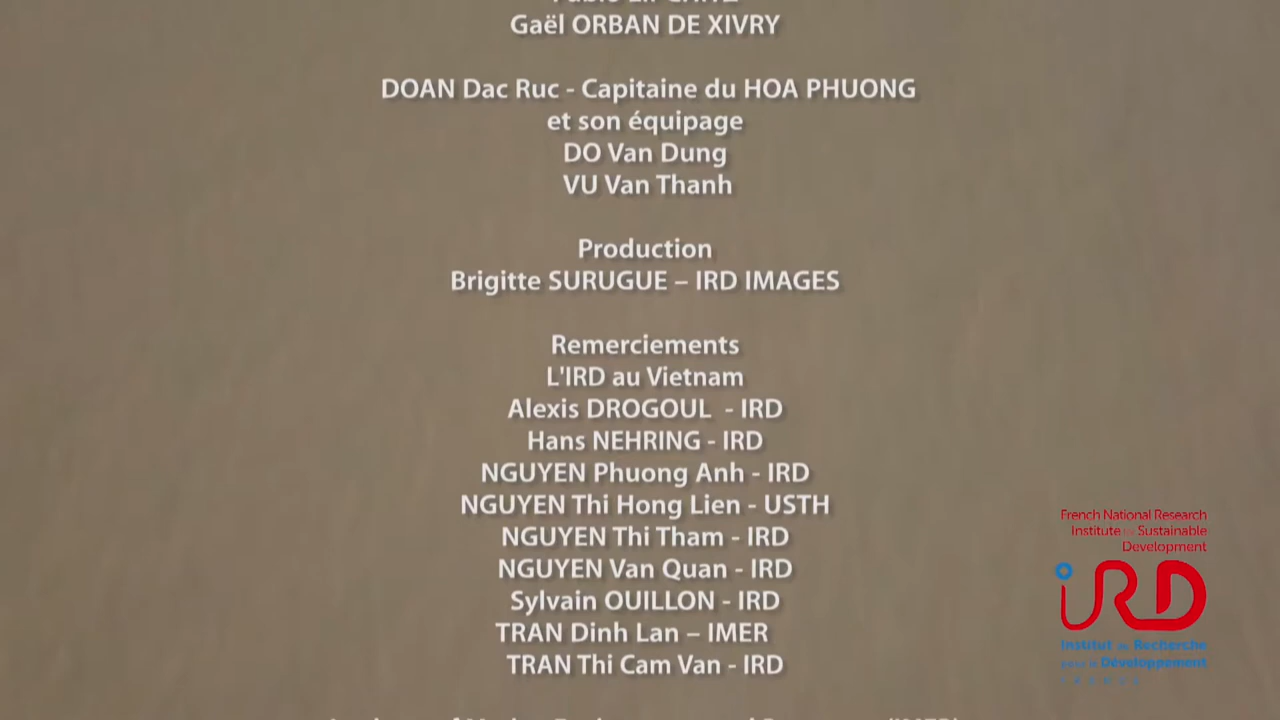 Gaël ORBAN DE XIVRY
DOAN Dac Ruc - Capitaine du HOA PHUONG
et son équipage
DO Van Dung
VU Van Thanh
Production
Brigitte SURUGUE – IRD IMAGES
Remerciements
L'IRD au Vietnam
Alexis DROGOUL - IRD
Hans NEHRING - IRD
NGUYEN Phuong Anh - IRD
NGUYEN Thi Hong Lien - USTH
NGUYEN Thi Tham - IRD
NGUYEN Van Quan - IRD
Sylvain OUILLON - IRD
TRAN Dinh Lan – IMER
TRAN Thi Cam Van - IRD
French National Research
Institute for Sustainable
Development
IRD
Institut de Recherche
pour le Développement